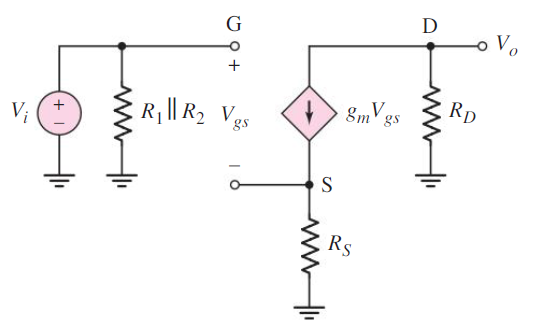 G
D
V_o
+
V_i
+
−
R_1 || R_2
V_gs
g_m V_gs
R_D
−
S
R_S